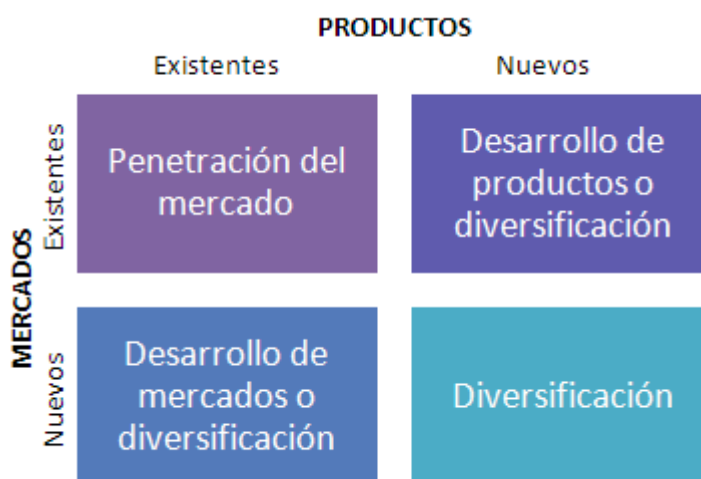 PRODUCTOS
Existentes
Nuevos
MERCADOS
Existentes
Penetración del
mercado
Desarrollo de
productos o
diversificación
Nuevos
Desarrollo de
mercados o
diversificación
Diversificación